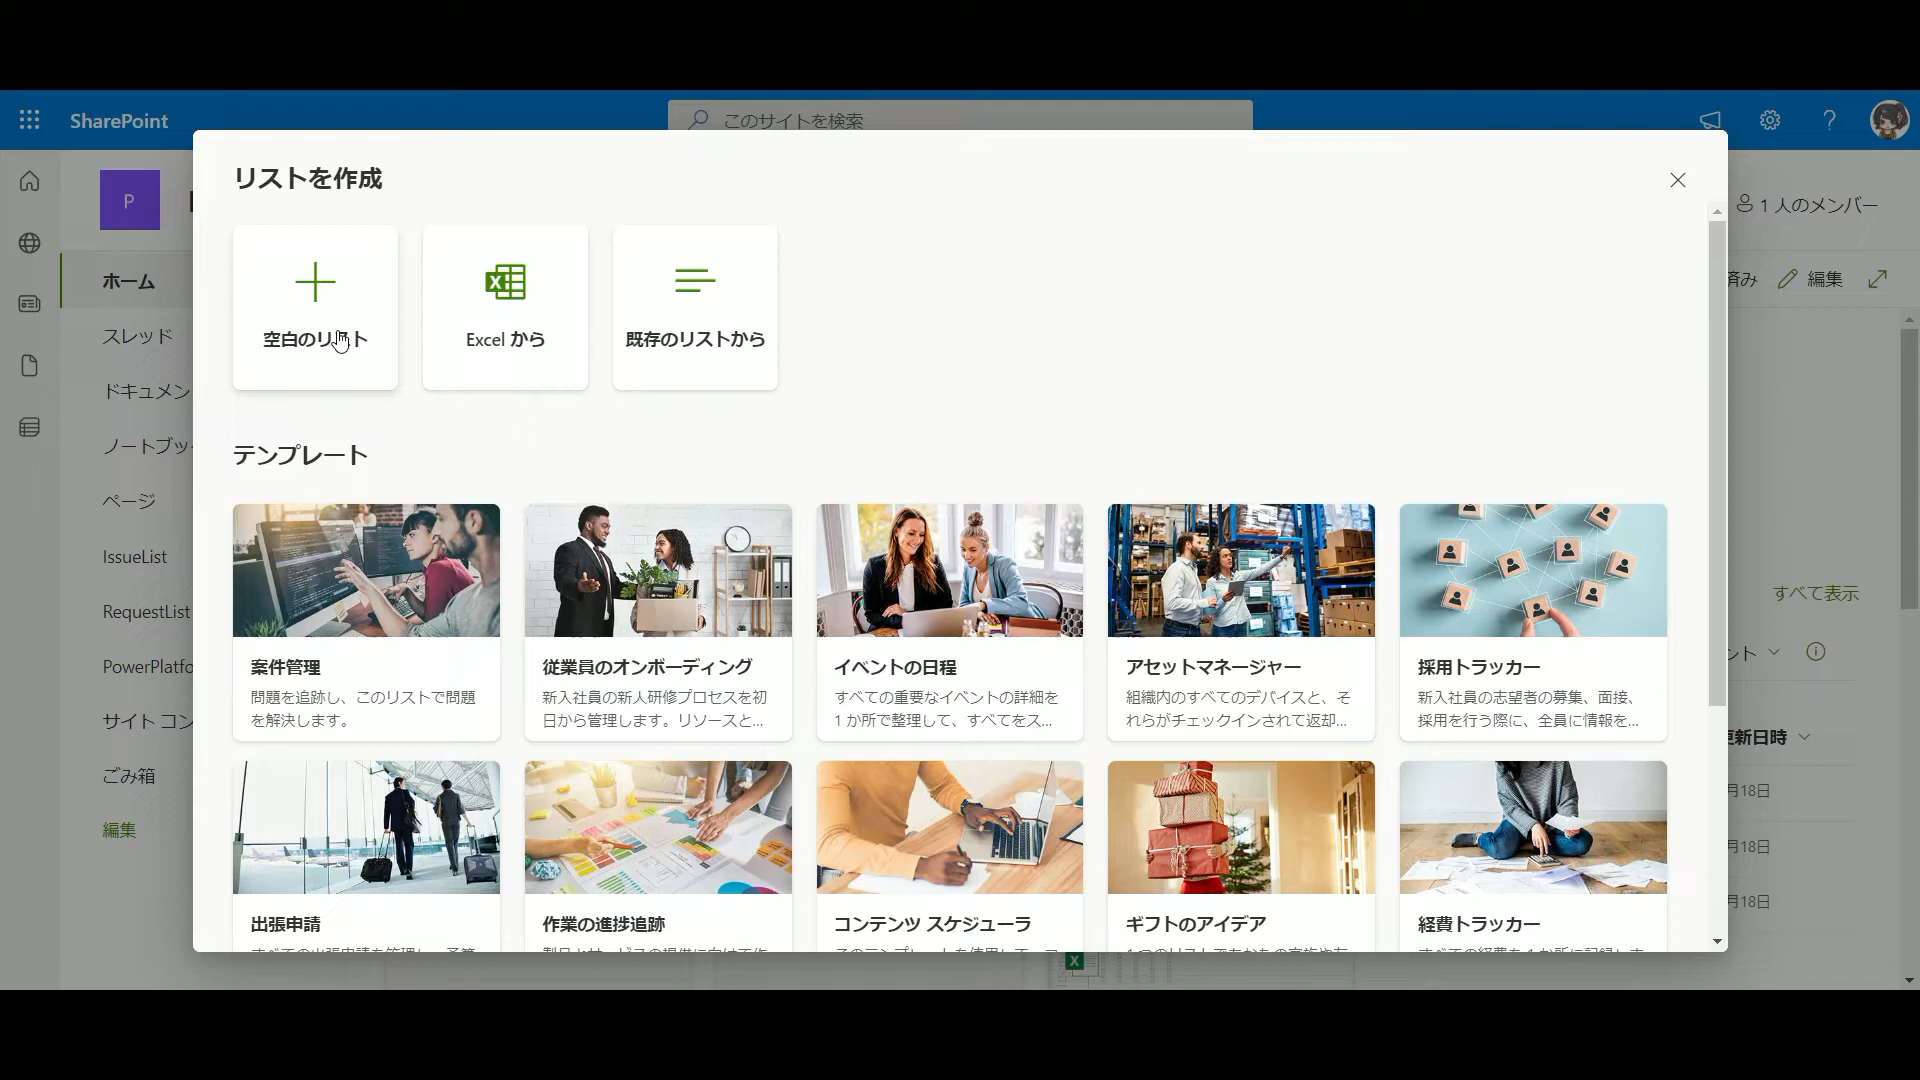 SharePoint
このサイトを検索
P
1 人のメンバー
リストを作成
空白のリスト
Excel から
既存のリストから
済み
編集
ホーム
スレッド
ドキュメン
ノートブック
ページ
IssueList
RequestList
PowerPlatfo
サイト コン
ごみ箱
編集
テンプレート
案件管理
問題を追跡し、このリストで問題
を解決します。
従業員のオンボーディング
新入社員の新人研修プロセスを初
日から管理します。リソースと...
イベントの日程
すべての重要なイベントの詳細を
1 か所で整理して、すべてをス...
アセットマネージャー
組織内のすべてのデバイスと、そ
れらがチェックインされて返却...
採用トラッカー
新入社員の志望者の募集、面接、
採用を行う際に、全員に情報を...
すべて表示
ント
更新日時
月18日
月18日
月18日
出張申請
作業の進捗追跡
コンテンツ スケジューラ
ギフトのアイデア
経費トラッカー